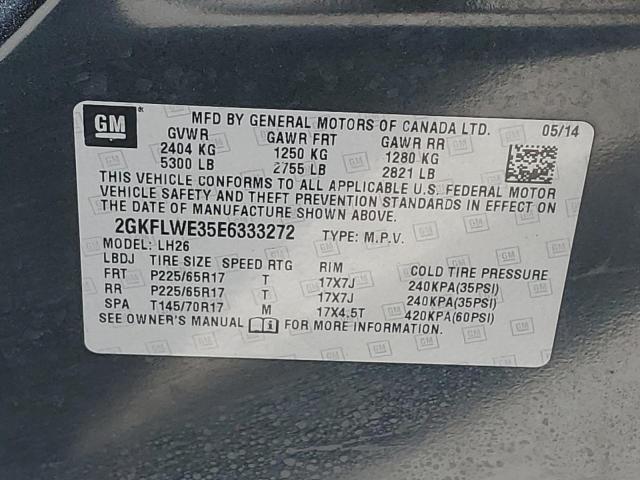 GM
MFD BY GENERAL MOTORS OF CANADA LTD. 05/14
GVWR GAWR FRT GAWR RR
2404 KG 1250 KG 1280 KG
5300 LB 2755 LB 2821 LB
THIS VEHICLE CONFORMS TO ALL APPLICABLE U.S. FEDERAL MOTOR
VEHICLE SAFETY AND THEFT PREVENTION STANDARDS IN EFFECT ON
THE DATE OF MANUFACTURE SHOWN ABOVE.
2GKFLWE35E6333272 TYPE: M.P.V.
MODEL: LH26
LBDJ TIRE SIZE SPEED RTG RIM COLD TIRE PRESSURE
FRT P225/65R17 T 17X7J 240KPA(35PSI)
RR P225/65R17 T 17X7J 240KPA(35PSI)
SPA T145/70R17 M 17X4.5T 420KPA(60PSI)
SEE OWNER'S MANUAL FOR MORE INFORMATION.